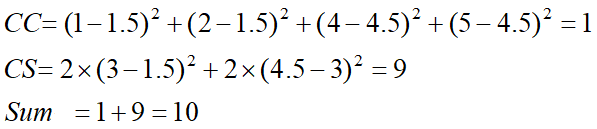 CC= (1−1.5)² +(2−1.5)² +(4−4.5)² +(5−4.5)² =1
CS= 2×(3−1.5)² +2×(4.5−3)² =9
Sum =1+9=10